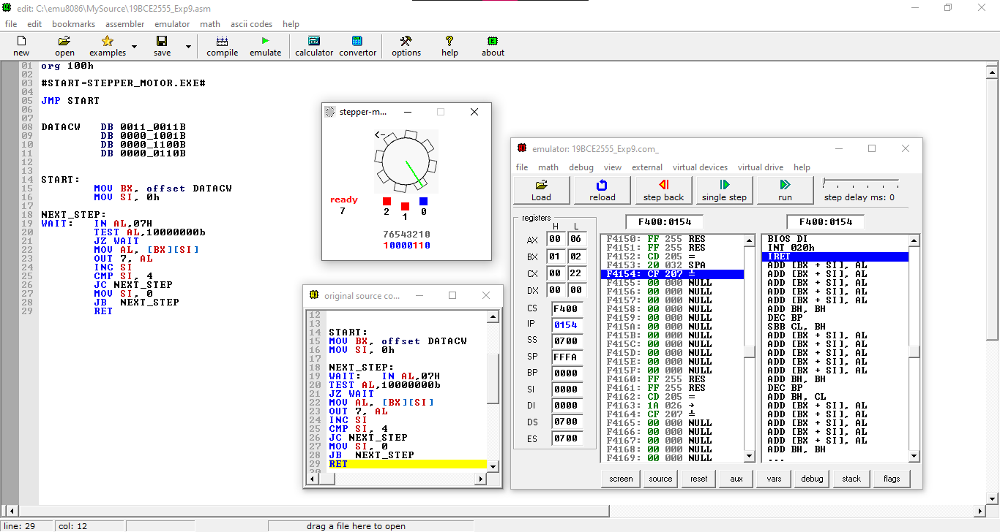 edit: C:\emu8086\MySource\19BCE2555_Exp9.asm
file edit bookmarks assembler emulator math ascii codes help
new open examples save compile emulate calculator convertor options help about
01 org 100h
02
03 #START=STEPPER_MOTOR.EXE#
04
05 JMP START
06
07
08 DATACW DB 0011_0011B
09 DB 0000_1001B
10 DB 0000_1100B
11 DB 0000_0110B
12
13
14 START:
15 MOV BX, offset DATACW
16 MOV SI, 0h
17
18 NEXT_STEP:
19 WAIT: IN AL,07H
20 TEST AL,10000000b
21 JZ WAIT
22 MOV AL, [BX][SI]
23 OUT 7, AL
24 INC SI
25 CMP SI, 4
26 JC NEXT_STEP
27 MOV SI, 0
28 JB NEXT_STEP
29 RET
stepper-m...
<-
ready
7
2 1 0
76543210
10000110
original source co...
12
13
14 START:
15 MOV BX, offset DATACW
16 MOV SI, 0h
17
18 NEXT_STEP:
19 WAIT: IN AL,07H
20 TEST AL,10000000b
21 JZ WAIT
22 MOV AL, [BX][SI]
23 OUT 7, AL
24 INC SI
25 CMP SI, 4
26 JC NEXT_STEP
27 MOV SI, 0
28 JB NEXT_STEP
29 RET
emulator: 19BCE2555_Exp9.com_
file math debug view external virtual devices virtual drive help
Load reload step back single step run step delay ms: 0
registers
H L
AX 00 06
BX 01 02
CX 00 22
DX 00 00
CS F400
IP 0154
SS 0700
SP FFFA
BP 0000
SI 0000
DI 0000
DS 0700
ES 0700
F400:0154
F4150: FF 255 RES
F4151: FF 255 RES
F4152: CD 205 =
F4153: 20 032 SPA
F4154: CF 207 ╧
F4155: 00 000 NULL
F4156: 00 000 NULL
F4157: 00 000 NULL
F4158: 00 000 NULL
F4159: 00 000 NULL
F415A: 00 000 NULL
F415B: 00 000 NULL
F415C: 00 000 NULL
F415D: 00 000 NULL
F415E: 00 000 NULL
F415F: 00 000 NULL
F4160: FF 255 RES
F4161: FF 255 RES
F4162: CD 205 =
F4163: 1A 026 →
F4164: CF 207 ╧
F4165: 00 000 NULL
F4166: 00 000 NULL
F4167: 00 000 NULL
F4168: 00 000 NULL
F4169: 00 000 NULL
F400:0154
BIOS DI
INT 020h
IRET
ADD [BX + SI], AL
ADD [BX + SI], AL
ADD [BX + SI], AL
ADD [BX + SI], AL
ADD [BX + SI], AL
ADD BH, BH
DEC BP
SBB CL, BH
ADD [BX + SI], AL
ADD [BX + SI], AL
ADD [BX + SI], AL
ADD [BX + SI], AL
ADD [BX + SI], AL
ADD BH, BH
DEC BP
ADD BH, CL
ADD [BX + SI], AL
ADD [BX + SI], AL
ADD [BX + SI], AL
ADD [BX + SI], AL
ADD [BX + SI], AL
ADD BH, BH
...
screen source reset aux vars debug stack flags
line: 29 col: 12 drag a file here to open